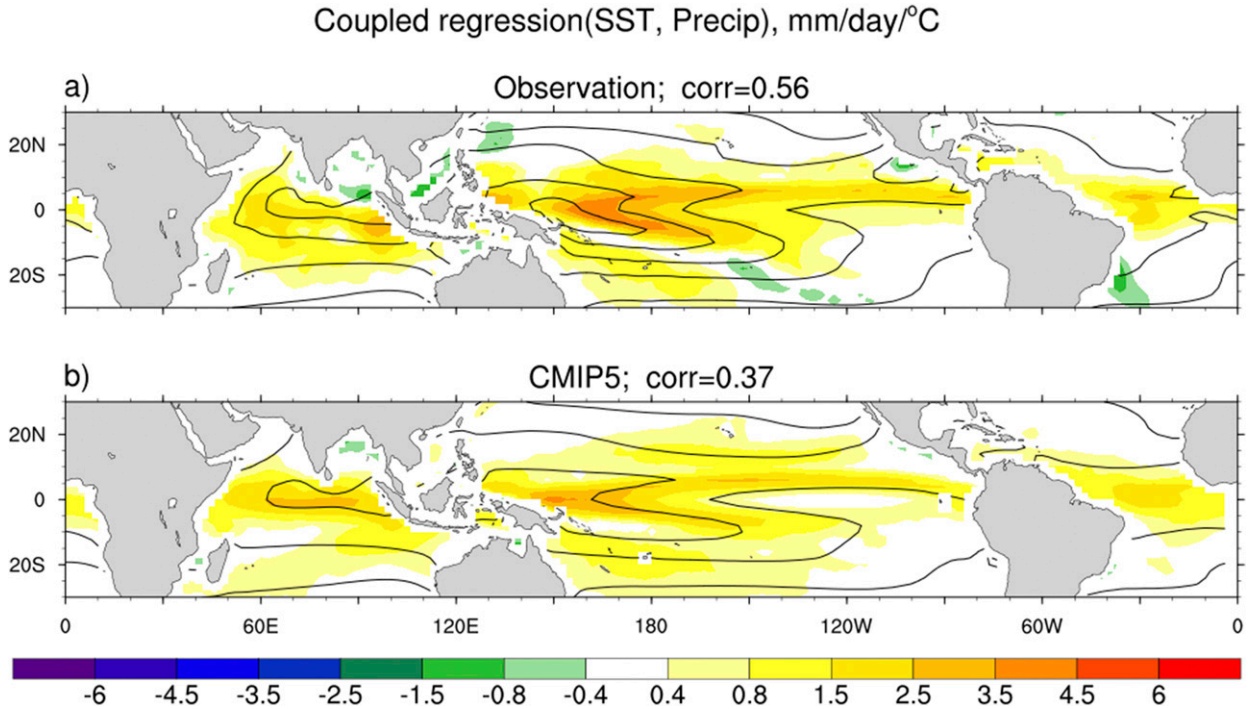 Coupled regression(SST, Precip), mm/day/°C
a)
Observation; corr=0.56
20N
0
20S
b)
CMIP5; corr=0.37
20N
0
20S
0 60E 120E 180 120W 60W 0
-6 -4.5 -3.5 -2.5 -1.5 -0.8 -0.4 0.4 0.8 1.5 2.5 3.5 4.5 6